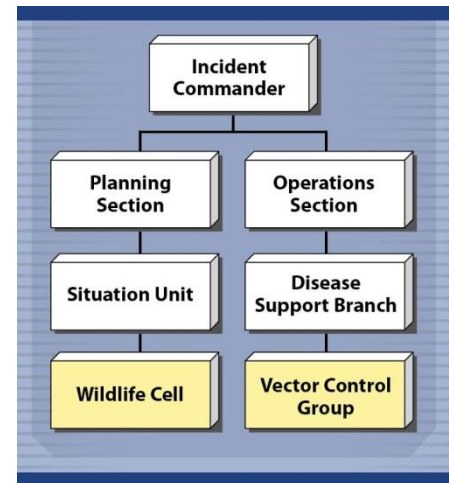 Incident
Commander
Planning
Section
Operations
Section
Situation Unit
Disease
Support Branch
Wildlife Cell
Vector Control
Group